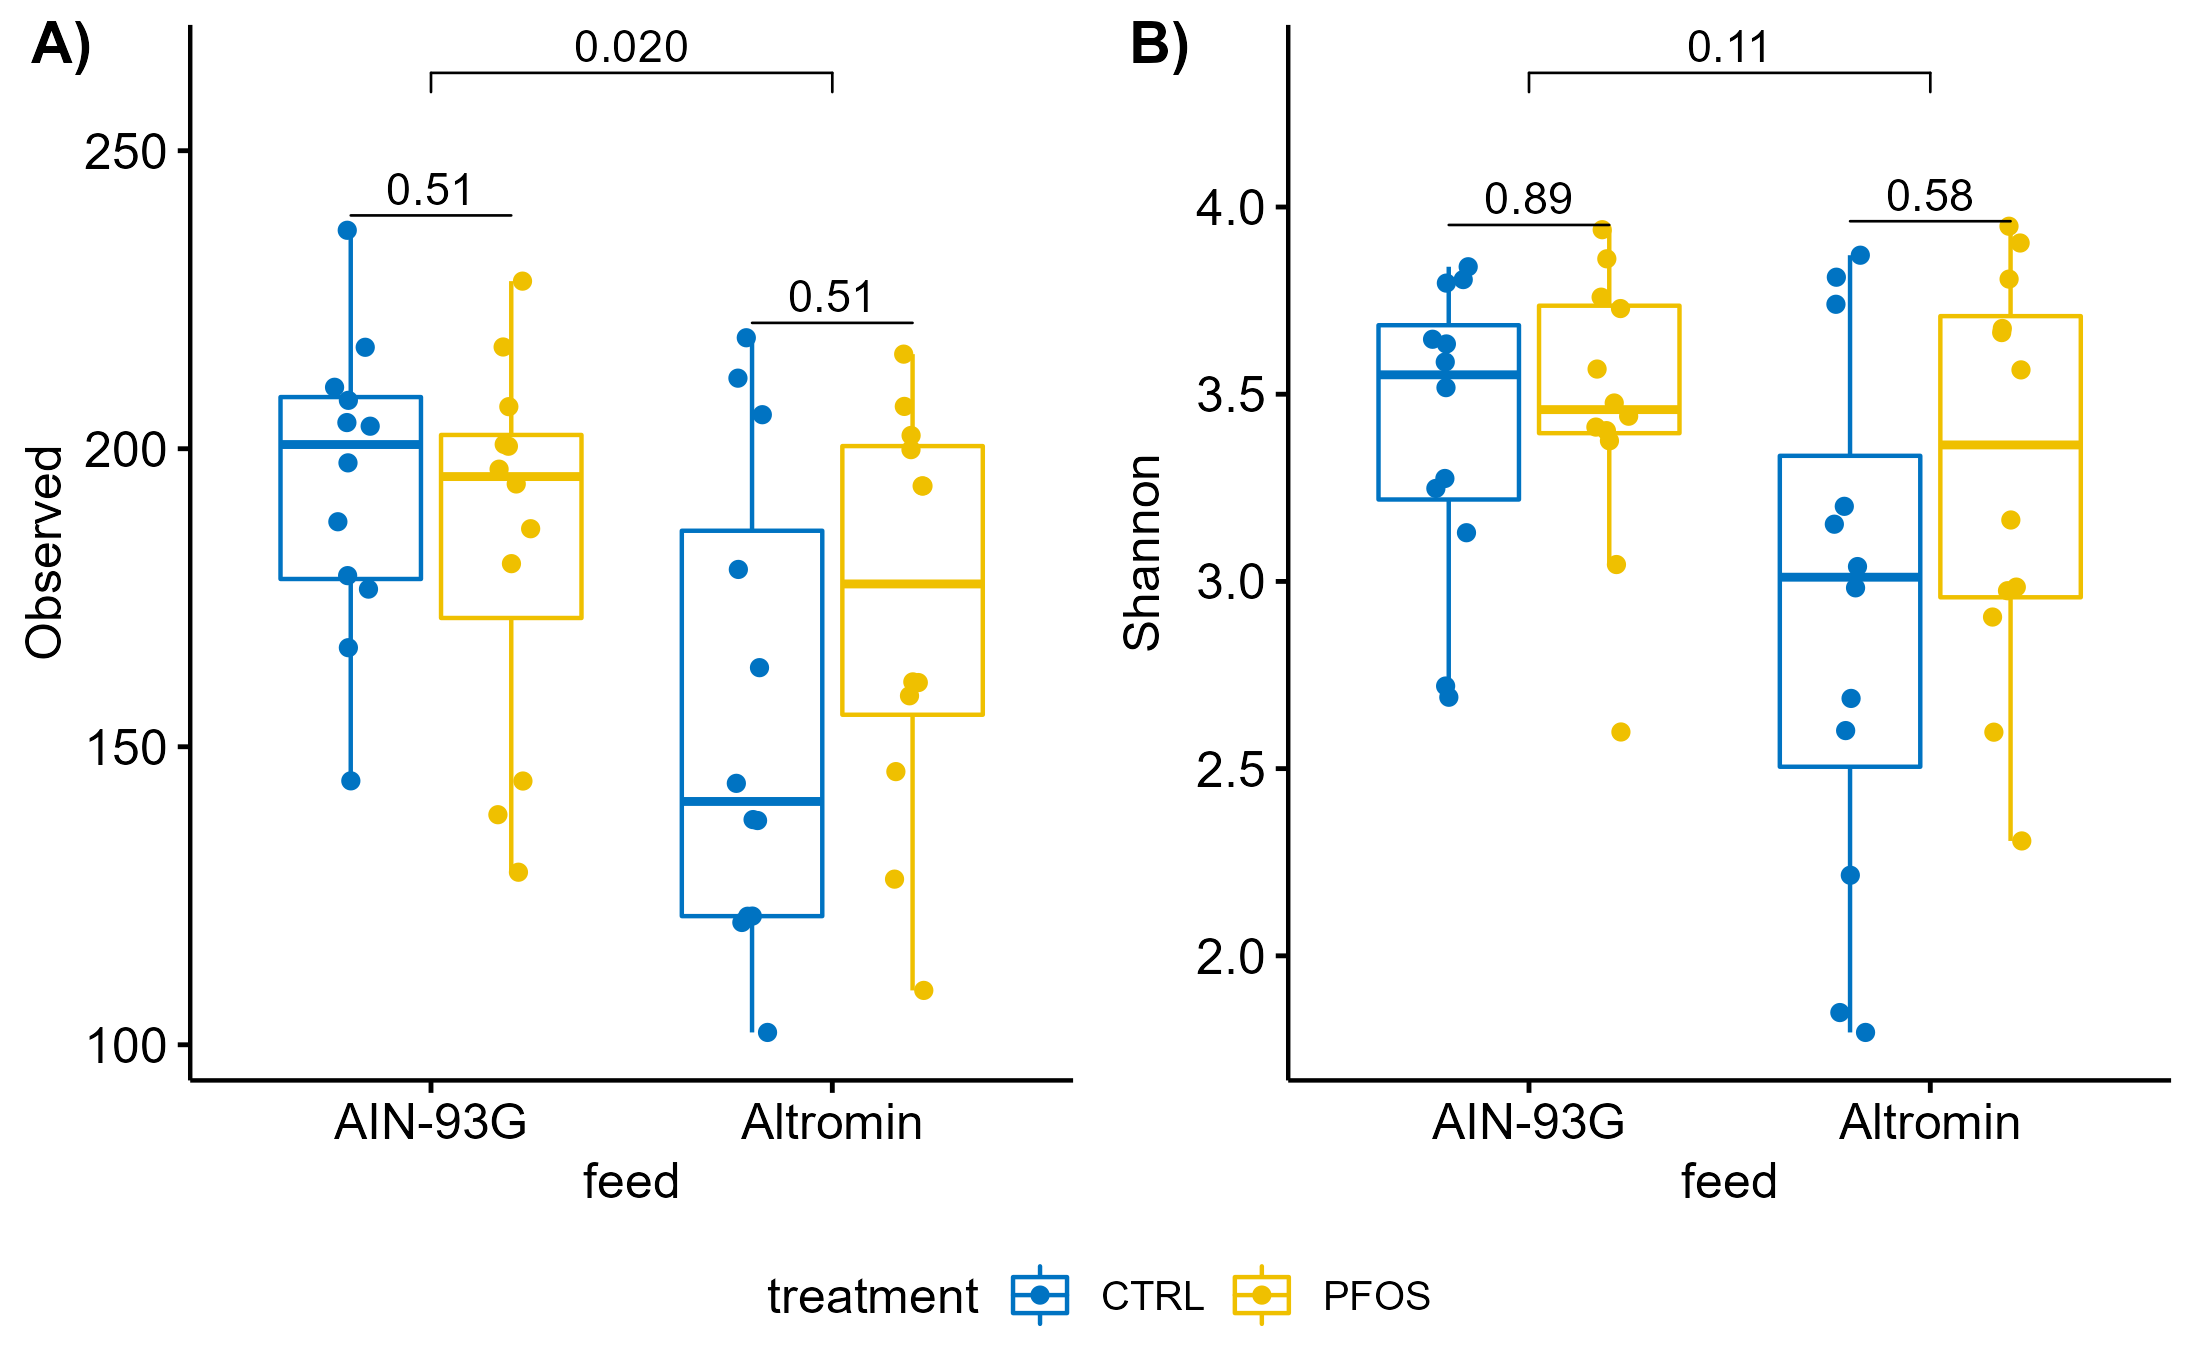 A)
0.020
250
0.51
0.51
200
150
100
Observed
AIN-93G Altromin
feed
B)
0.11
4.0
0.89
0.58
3.5
3.0
2.5
2.0
Shannon
AIN-93G Altromin
feed
treatment CTRL PFOS